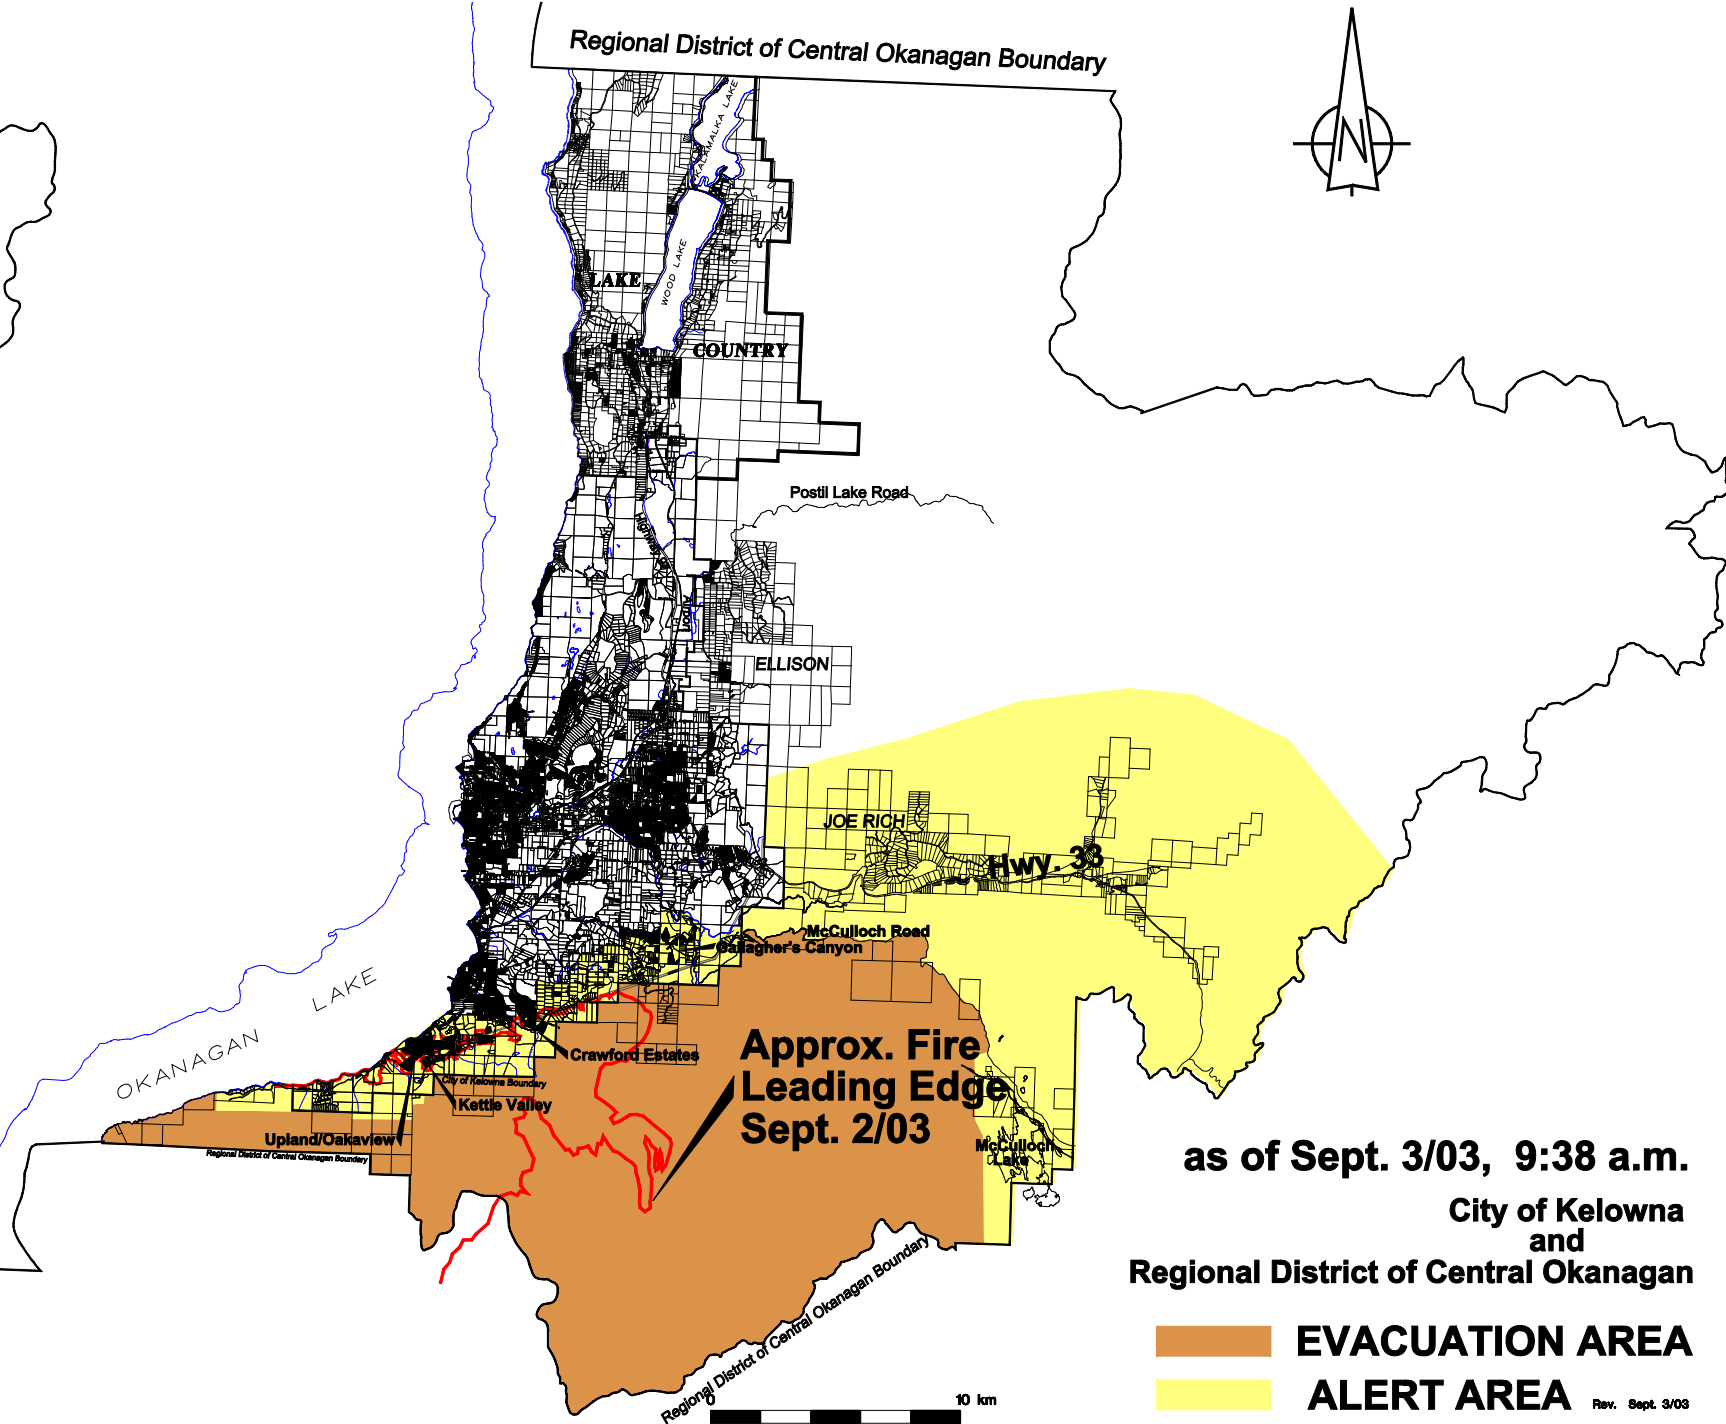 Regional District of Central Okanagan Boundary
N
KALAMALKA LAKE
WOOD LAKE
LAKE
COUNTRY
Postil Lake Road
Highway
ELLISON
JOE RICH
Hwy. 33
McCulloch Road
Gallagher's Canyon
OKANAGAN LAKE
Crawford Estates
City of Kelowna Boundary
Kettle Valley
Upland/Oakaview
Regional District of Central Okanagan Boundary
Approx. Fire
Leading Edge
Sept. 2/03
McCulloch
Lake
as of Sept. 3/03, 9:38 a.m.
City of Kelowna
and
Regional District of Central Okanagan
Regional District of Central Okanagan Boundary
EVACUATION AREA
ALERT AREA
Rev. Sept. 3/03
0
10 km